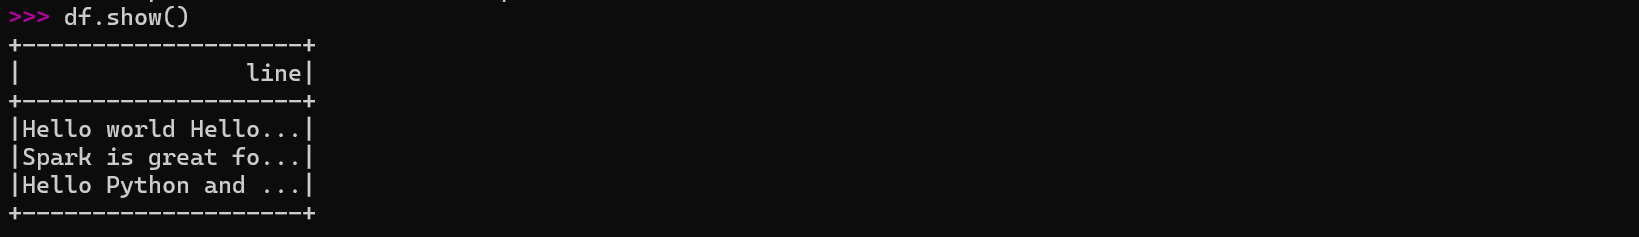 >>> df.show()
+--------------------+
|                line|
+--------------------+
|Hello world Hello...|
|Spark is great fo...|
|Hello Python and ...|
+--------------------+